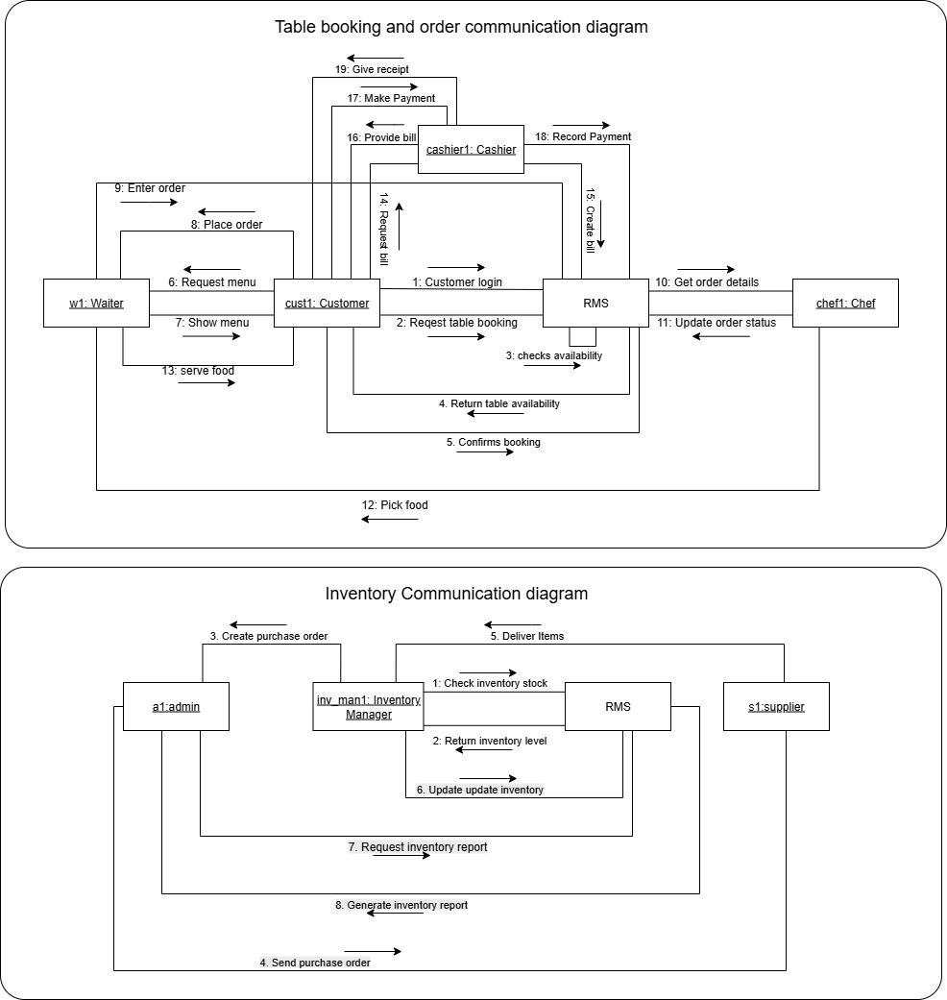 Table booking and order communication diagram
19: Give receipt
17: Make Payment
16: Provide bill
18: Record Payment
cashier1: Cashier
9: Enter order
14: Request bill
15: Create bill
8: Place order
6: Request menu
1: Customer login
10: Get order details
w1: Waiter
cust1: Customer
RMS
chef1: Chef
7: Show menu
2: Reqest table booking
11: Update order status
3: checks availability
13: serve food
4. Return table availability
5. Confirms booking
12: Pick food
Inventory Communication diagram
3. Create purchase order
5. Deliver Items
1: Check inventory stock
a1:admin
inv_man1: Inventory
Manager
RMS
s1:supplier
2: Return inventory level
6. Update update inventory
7. Request inventory report
8. Generate inventory report
4. Send purchase order